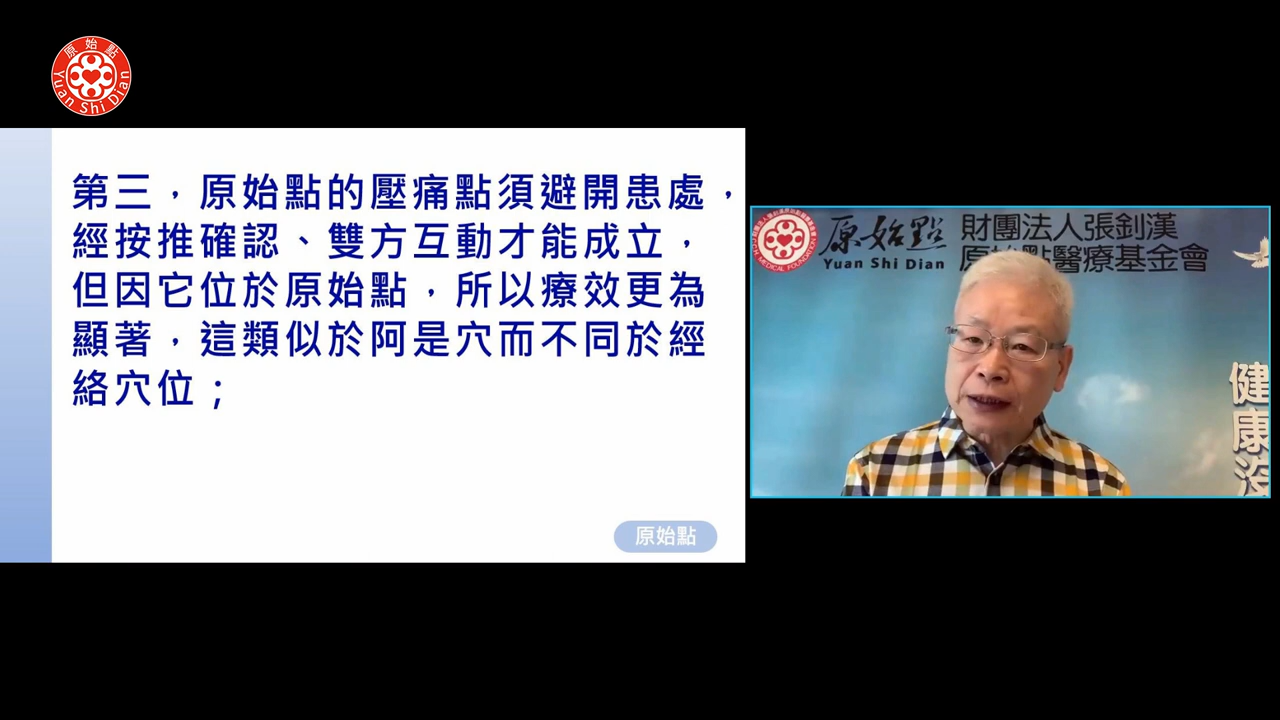 原始點
Yuan Shi Dian
第三，原始點的壓痛點須避開患處，
經按推確認、雙方互動才能成立，
但因它位於原始點，所以療效更為
顯著，這類似於阿是穴而不同於經
絡穴位；
原始點
原始點
Yuan Shi Dian
財團法人張釗漢
原始點醫療基金會
健康